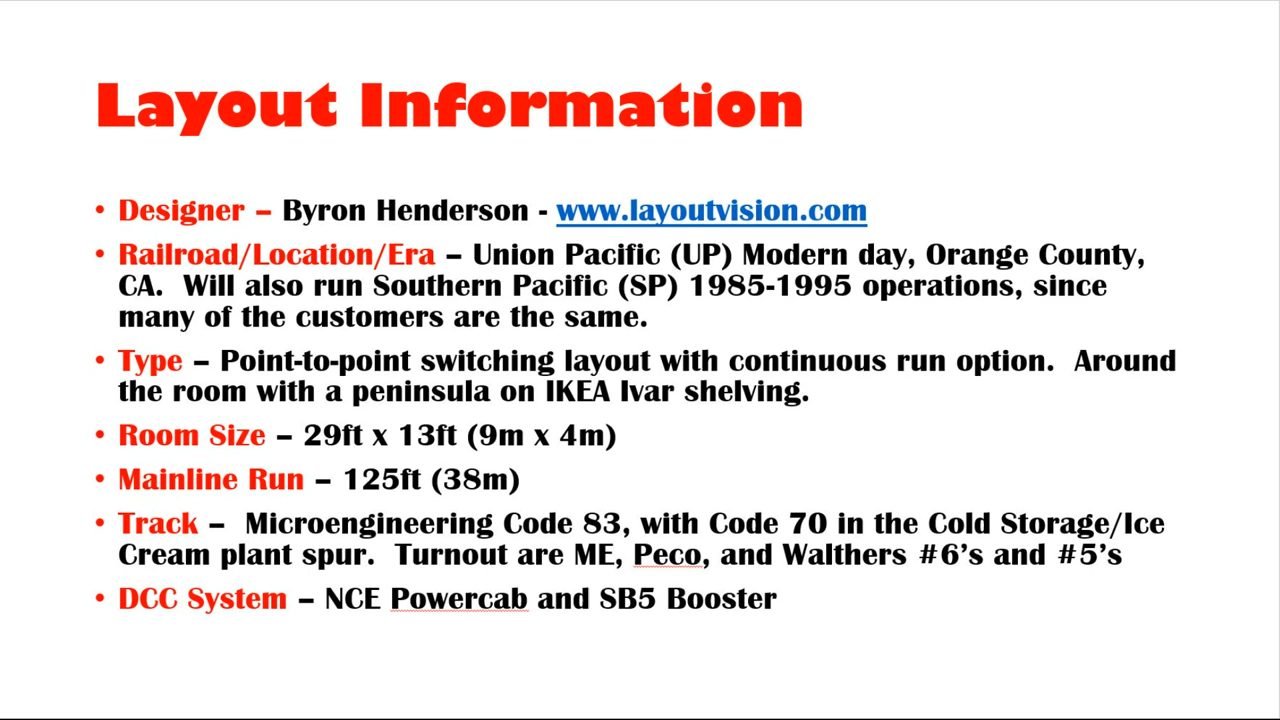 Layout Information
• Designer – Byron Henderson - www.layoutvision.com
• Railroad/Location/Era – Union Pacific (UP) Modern day, Orange County,
CA.  Will also run Southern Pacific (SP) 1985-1995 operations, since
many of the customers are the same.
• Type – Point-to-point switching layout with continuous run option.  Around
the room with a peninsula on IKEA Ivar shelving.
• Room Size – 29ft x 13ft (9m x 4m)
• Mainline Run – 125ft (38m)
• Track –  Microengineering Code 83, with Code 70 in the Cold Storage/Ice
Cream plant spur.  Turnout are ME, Peco, and Walthers #6’s and #5’s
• DCC System – NCE Powercab and SB5 Booster